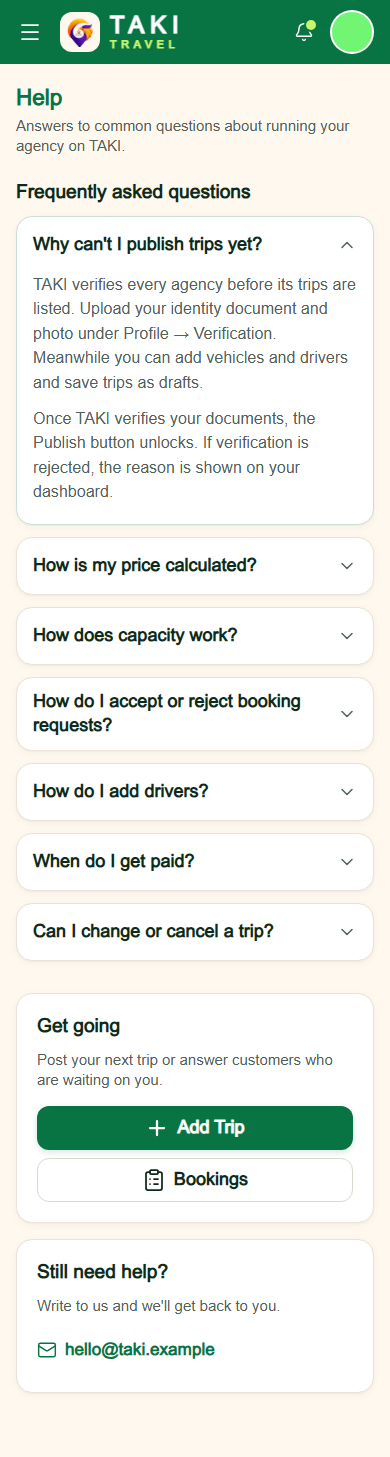 TAKI
TRAVEL
Help
Answers to common questions about running your
agency on TAKI.
Frequently asked questions
Why can't I publish trips yet?
TAKI verifies every agency before its trips are
listed. Upload your identity document and
photo under Profile → Verification.
Meanwhile you can add vehicles and drivers
and save trips as drafts.
Once TAKI verifies your documents, the
Publish button unlocks. If verification is
rejected, the reason is shown on your
dashboard.
How is my price calculated?
How does capacity work?
How do I accept or reject booking
requests?
How do I add drivers?
When do I get paid?
Can I change or cancel a trip?
Get going
Post your next trip or answer customers who
are waiting on you.
Add Trip
Bookings
Still need help?
Write to us and we'll get back to you.
hello@taki.example